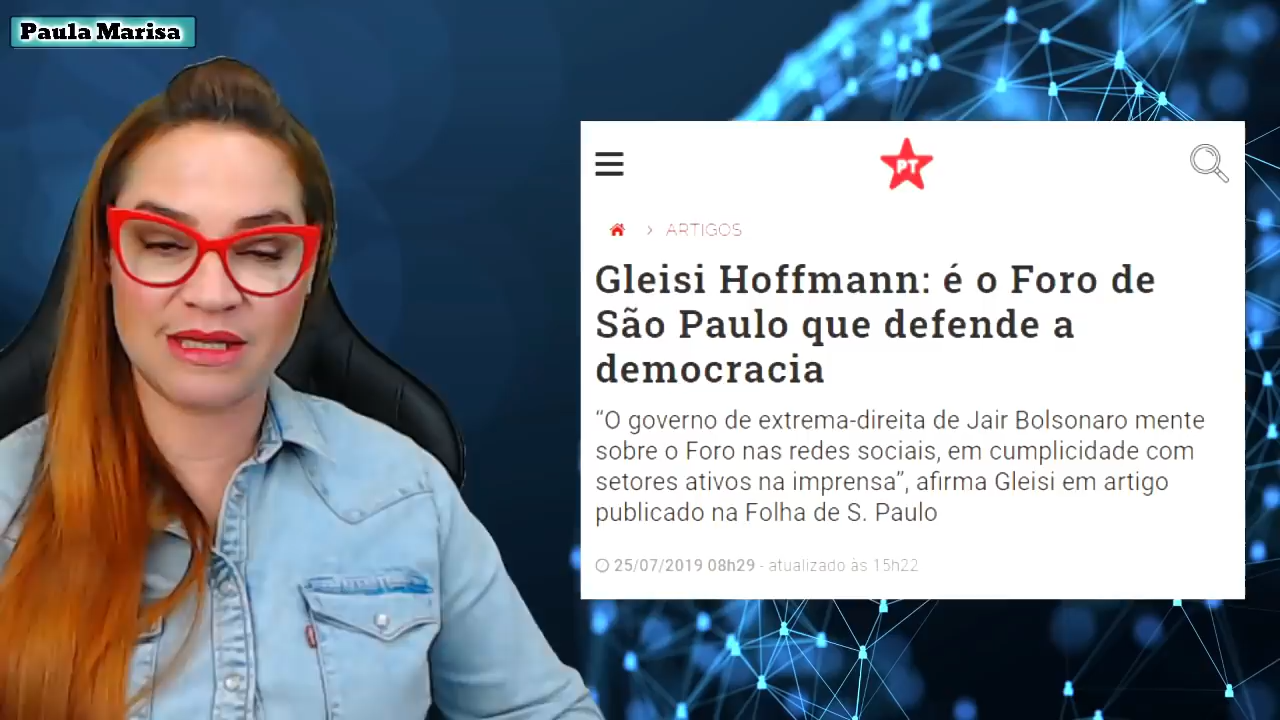 Paula Marisa
PT
ARTIGOS
Gleisi Hoffmann: é o Foro de
São Paulo que defende a
democracia
“O governo de extrema-direita de Jair Bolsonaro mente
sobre o Foro nas redes sociais, em cumplicidade com
setores ativos na imprensa”, afirma Gleisi em artigo
publicado na Folha de S. Paulo
25/07/2019 08h29 - atualizado às 15h22